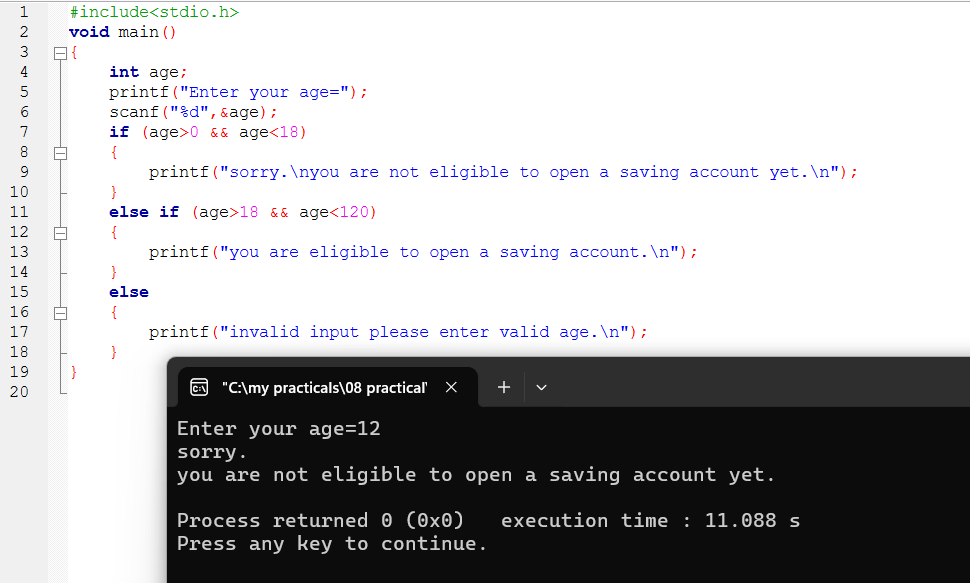 1 #include<stdio.h>
2 void main()
3 {
4 int age;
5 printf("Enter your age=");
6 scanf("%d",&age);
7 if (age>0 && age<18)
8 {
9 printf("sorry.\nyou are not eligible to open a saving account yet.\n");
10 }
11 else if (age>18 && age<120)
12 {
13 printf("you are eligible to open a saving account.\n");
14 }
15 else
16 {
17 printf("invalid input please enter valid age.\n");
18 }
19 }
20
"C:\my practicals\08 practical'
Enter your age=12
sorry.
you are not eligible to open a saving account yet.
Process returned 0 (0x0)   execution time : 11.088 s
Press any key to continue.